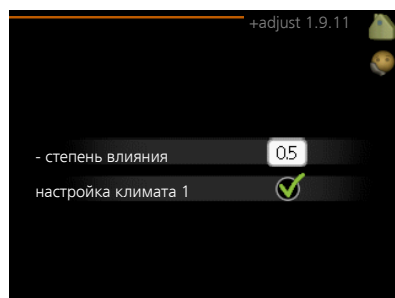 +adjust 1.9.11
- степень влияния 0.5
настройка климата 1